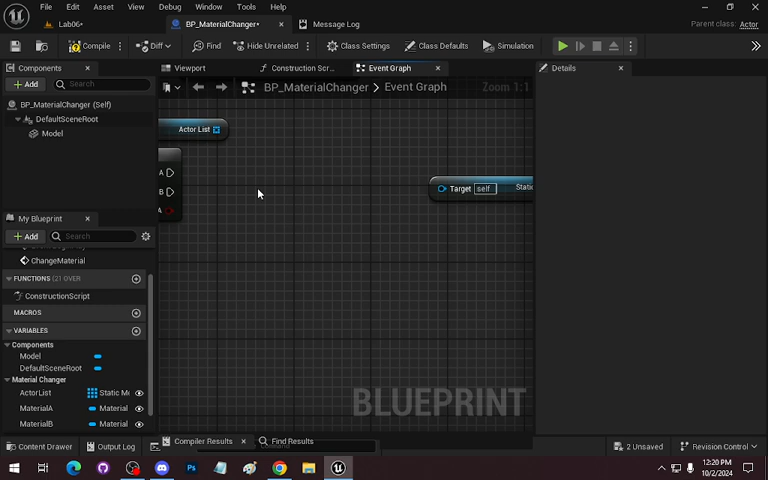 File Edit Asset View Debug Window Tools Help
Lab06•
BP_MaterialChanger•
Message Log
Parent class: Actor
Compile
Diff
Find
Hide Unrelated
Class Settings
Class Defaults
Simulation
Components
Viewport
Construction Scr...
Event Graph
Details
Add
Search
BP_MaterialChanger > Event Graph
Zoom 1:1
BP_MaterialChanger (Self)
DefaultSceneRoot
Model
Actor List
A
B
A
Target self
Static
My Blueprint
Add
Search
ChangeMaterial
FUNCTIONS (21 OVER
ConstructionScript
MACROS
VARIABLES
Components
Model
DefaultSceneRoot
Material Changer
ActorList Static M
MaterialA Material
MaterialB Material
BLUEPRINT
Content Drawer
Output Log
Compiler Results
Find Results
2 Unsaved
Revision Control
12:20 PM
10/2/2024